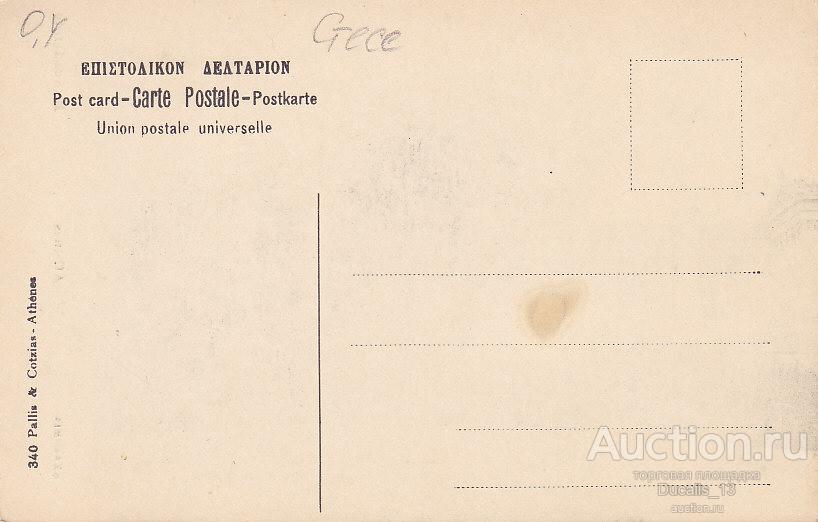 0,4
Grece
ΕΠΙΣΤΟΛΙΚΟΝ ΔΕΛΤΑΡΙΟΝ
Post card-Carte Postale-Postkarte
Union postale universelle
340 Pallis & Cotzias - Athènes
Auction.ru
торговая площадка
Ducalis_13
auction.ru